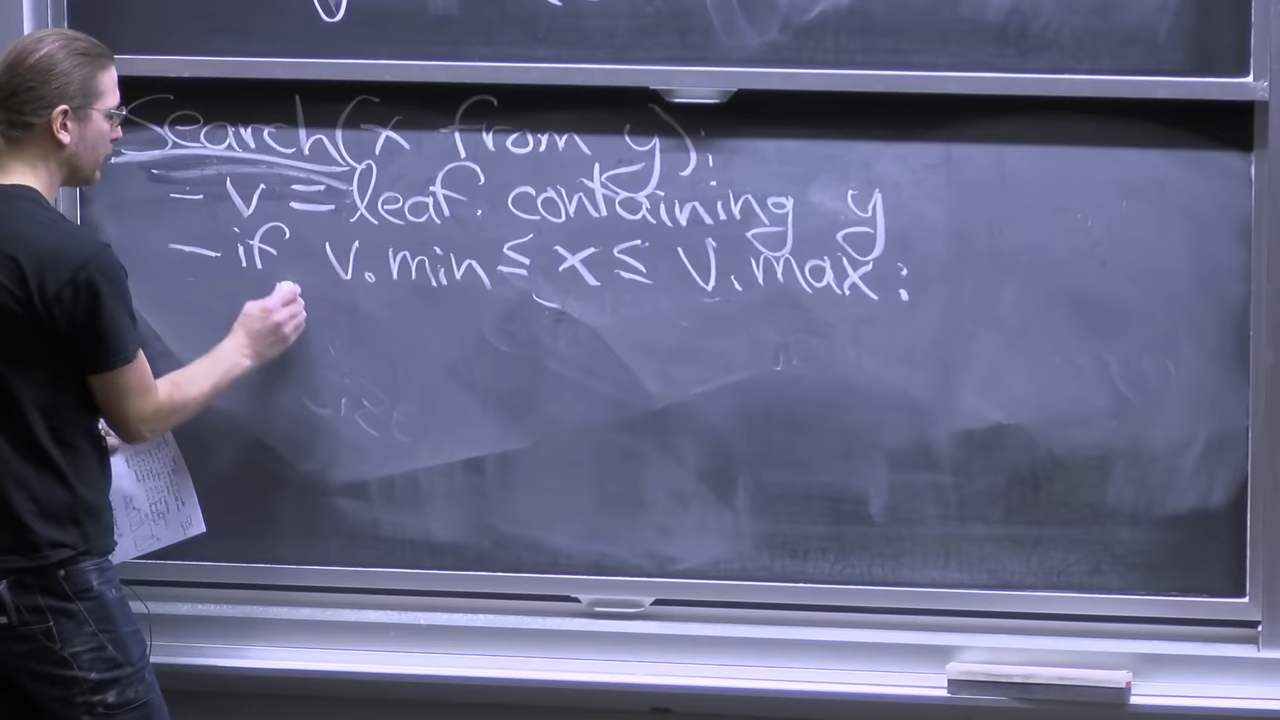 Search(x from y):
- v = leaf containing y
- if v.min ≤ x ≤ v.max: